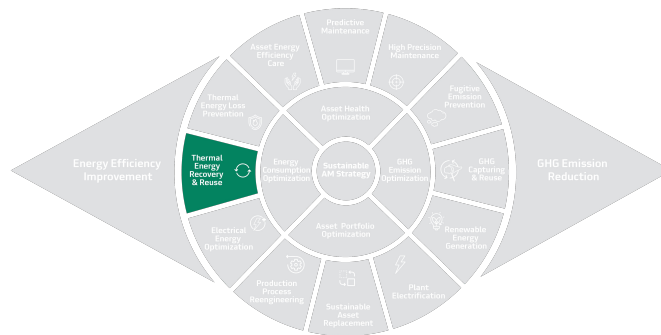 Predictive
Maintenance
Asset Energy
Efficiency
Care
High Precision
Maintenance
Thermal
Energy Loss
Prevention
Fugitive
Emission
Prevention
Asset Health
Optimization
Energy Efficiency
Improvement
Thermal
Energy
Recovery
& Reuse
Energy
Consumption
Optimization
Sustainable
AM Strategy
GHG
Emission
Optimization
GHG
Capturing
& Reuse
GHG Emission
Reduction
Electrical
Energy
Optimization
Asset Portfolio
Optimization
Renewable
Energy
Generation
Production
Process
Reengineering
Sustainable
Asset
Replacement
Plant
Electrification